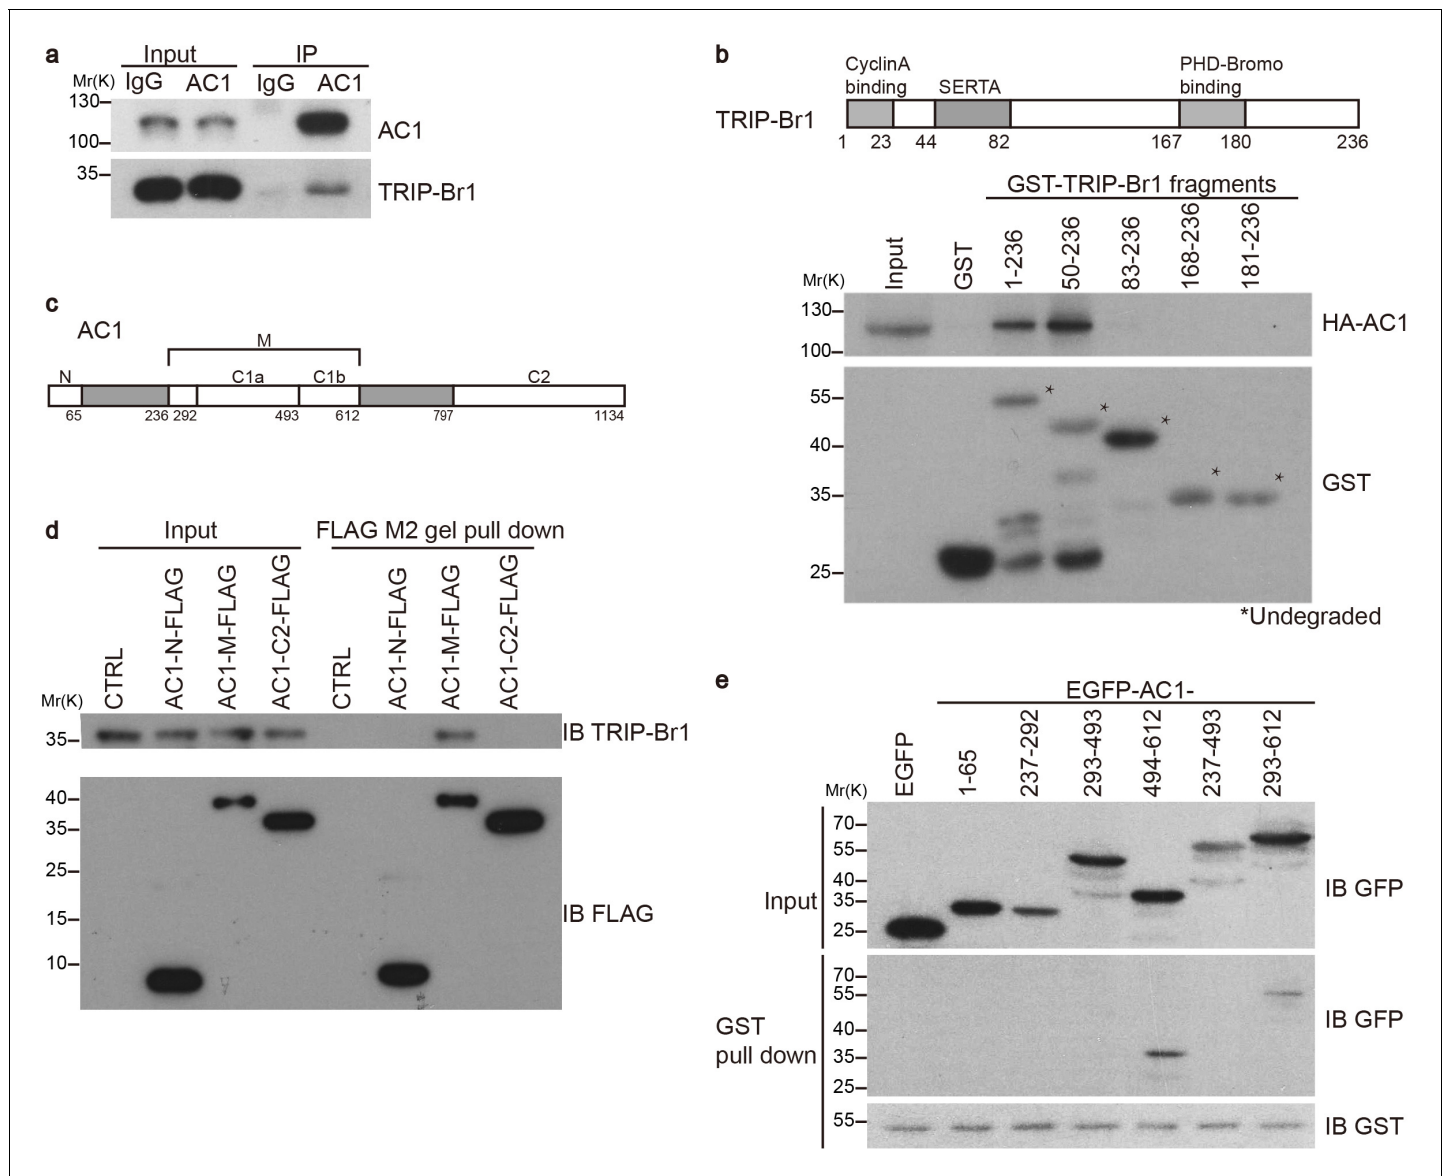 a
Input IP
Mr(K) IgG AC1 IgG AC1
130
100
AC1
35
TRIP-Br1
b
CyclinA binding
SERTA
PHD-Bromo binding
TRIP-Br1
1 23 44 82 167 180 236
GST-TRIP-Br1 fragments
Input GST 1-236 50-236 83-236 168-236 181-236
Mr(K)
130
100
HA-AC1
55
40
35
25
GST
* * * * *
*Undegraded
c
AC1
M
N C1a C1b C2
65 236 292 493 612 797 1134
d
Input FLAG M2 gel pull down
CTRL AC1-N-FLAG AC1-M-FLAG AC1-C2-FLAG CTRL AC1-N-FLAG AC1-M-FLAG AC1-C2-FLAG
Mr(K)
35
IB TRIP-Br1
40
35
25
15
10
IB FLAG
e
EGFP-AC1-
EGFP 1-65 237-292 293-493 494-612 237-493 293-612
Mr(K)
Input
70
55
40
35
25
IB GFP
GST
pull down
70
55
40
35
25
IB GFP
55
IB GST